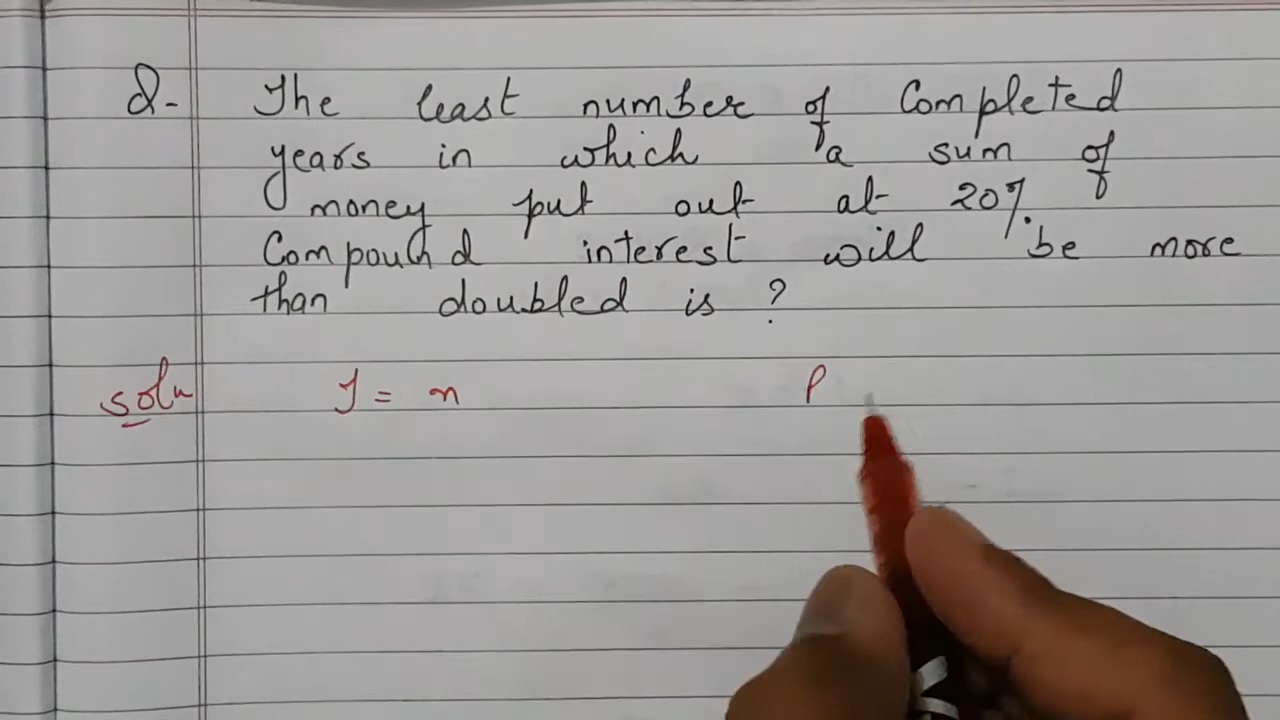 Q- The least number of Completed
years in which a sum of
money put out at 20%
Compound interest will be more
than doubled is ?
soln T = n P